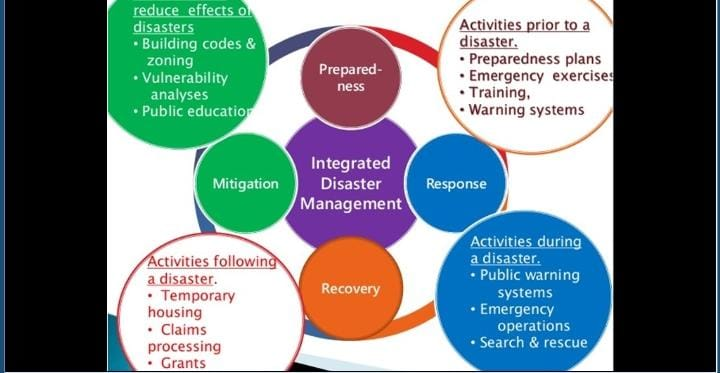 reduce effects of
disasters
• Building codes &
zoning
• Vulnerability
analyses
• Public education
Prepared-
ness
Activities prior to a
disaster.
• Preparedness plans
• Emergency exercises
• Training,
• Warning systems
Mitigation
Integrated
Disaster
Management
Response
Activities following
a disaster.
• Temporary
housing
• Claims
processing
• Grants
Recovery
Activities during
a disaster.
• Public warning
systems
• Emergency
operations
• Search & rescue